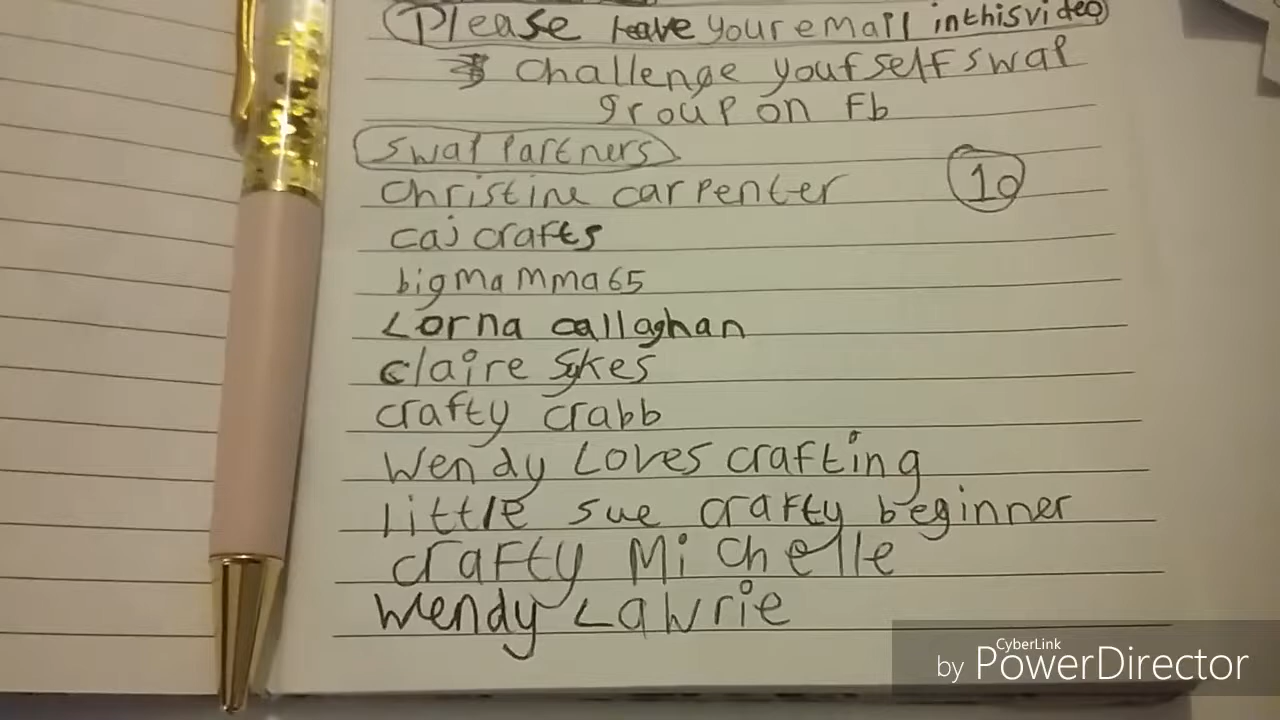 Please leave your email in this video
challenge yourself swap
group on Fb
swap partners
christine carpenter
10
caj crafts
bigmamma65
Lorna callaghan
claire sykes
crafty crabb
Wendy Loves crafting
little sue crafty beginner
crafty Michelle
Wendy Lawrie
CyberLink
by PowerDirector